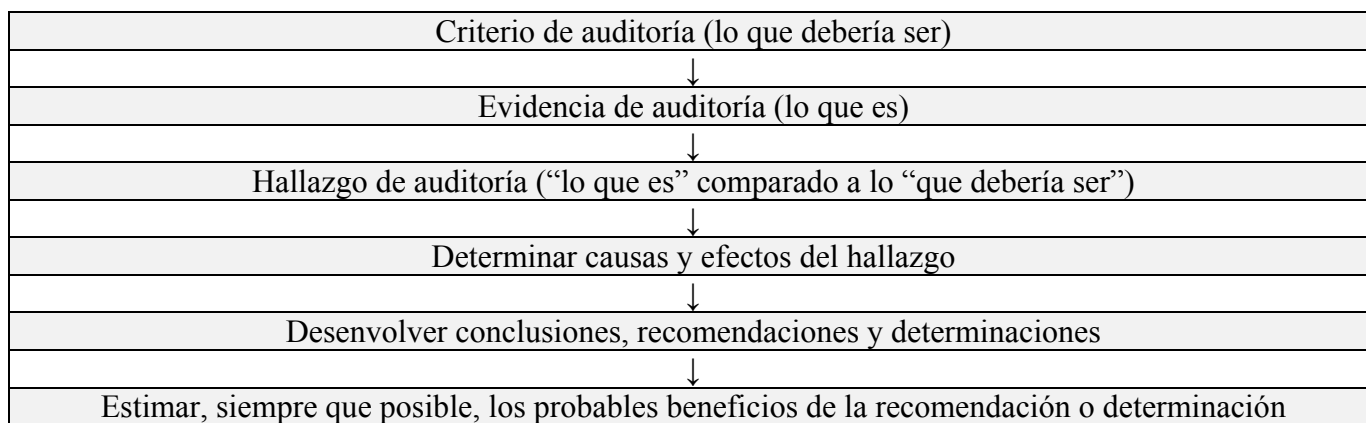 Criterio de auditoría (lo que debería ser)
↓
Evidencia de auditoría (lo que es)
↓
Hallazgo de auditoría (“lo que es” comparado a lo “que debería ser”)
↓
Determinar causas y efectos del hallazgo
↓
Desenvolver conclusiones, recomendaciones y determinaciones
↓
Estimar, siempre que posible, los probables beneficios de la recomendación o determinación